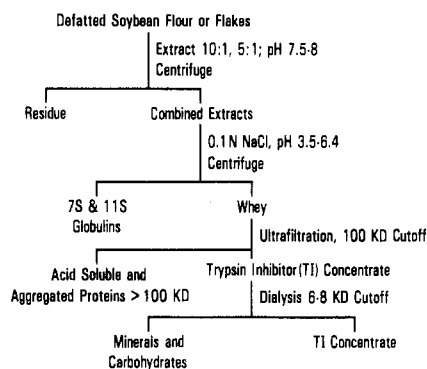 Defatted Soybean Flour or Flakes
Extract 10:1, 5:1; pH 7.5-8
Centrifuge
Residue
Combined Extracts
0.1N NaCl, pH 3.5-6.4
Centrifuge
7S & 11S
Globulins
Whey
Ultrafiltration, 100 KD Cutoff
Acid Soluble and
Aggregated Proteins > 100 KD
Trypsin Inhibitor(TI) Concentrate
Dialysis 6-8 KD Cutoff
Minerals and
Carbohydrates
TI Concentrate